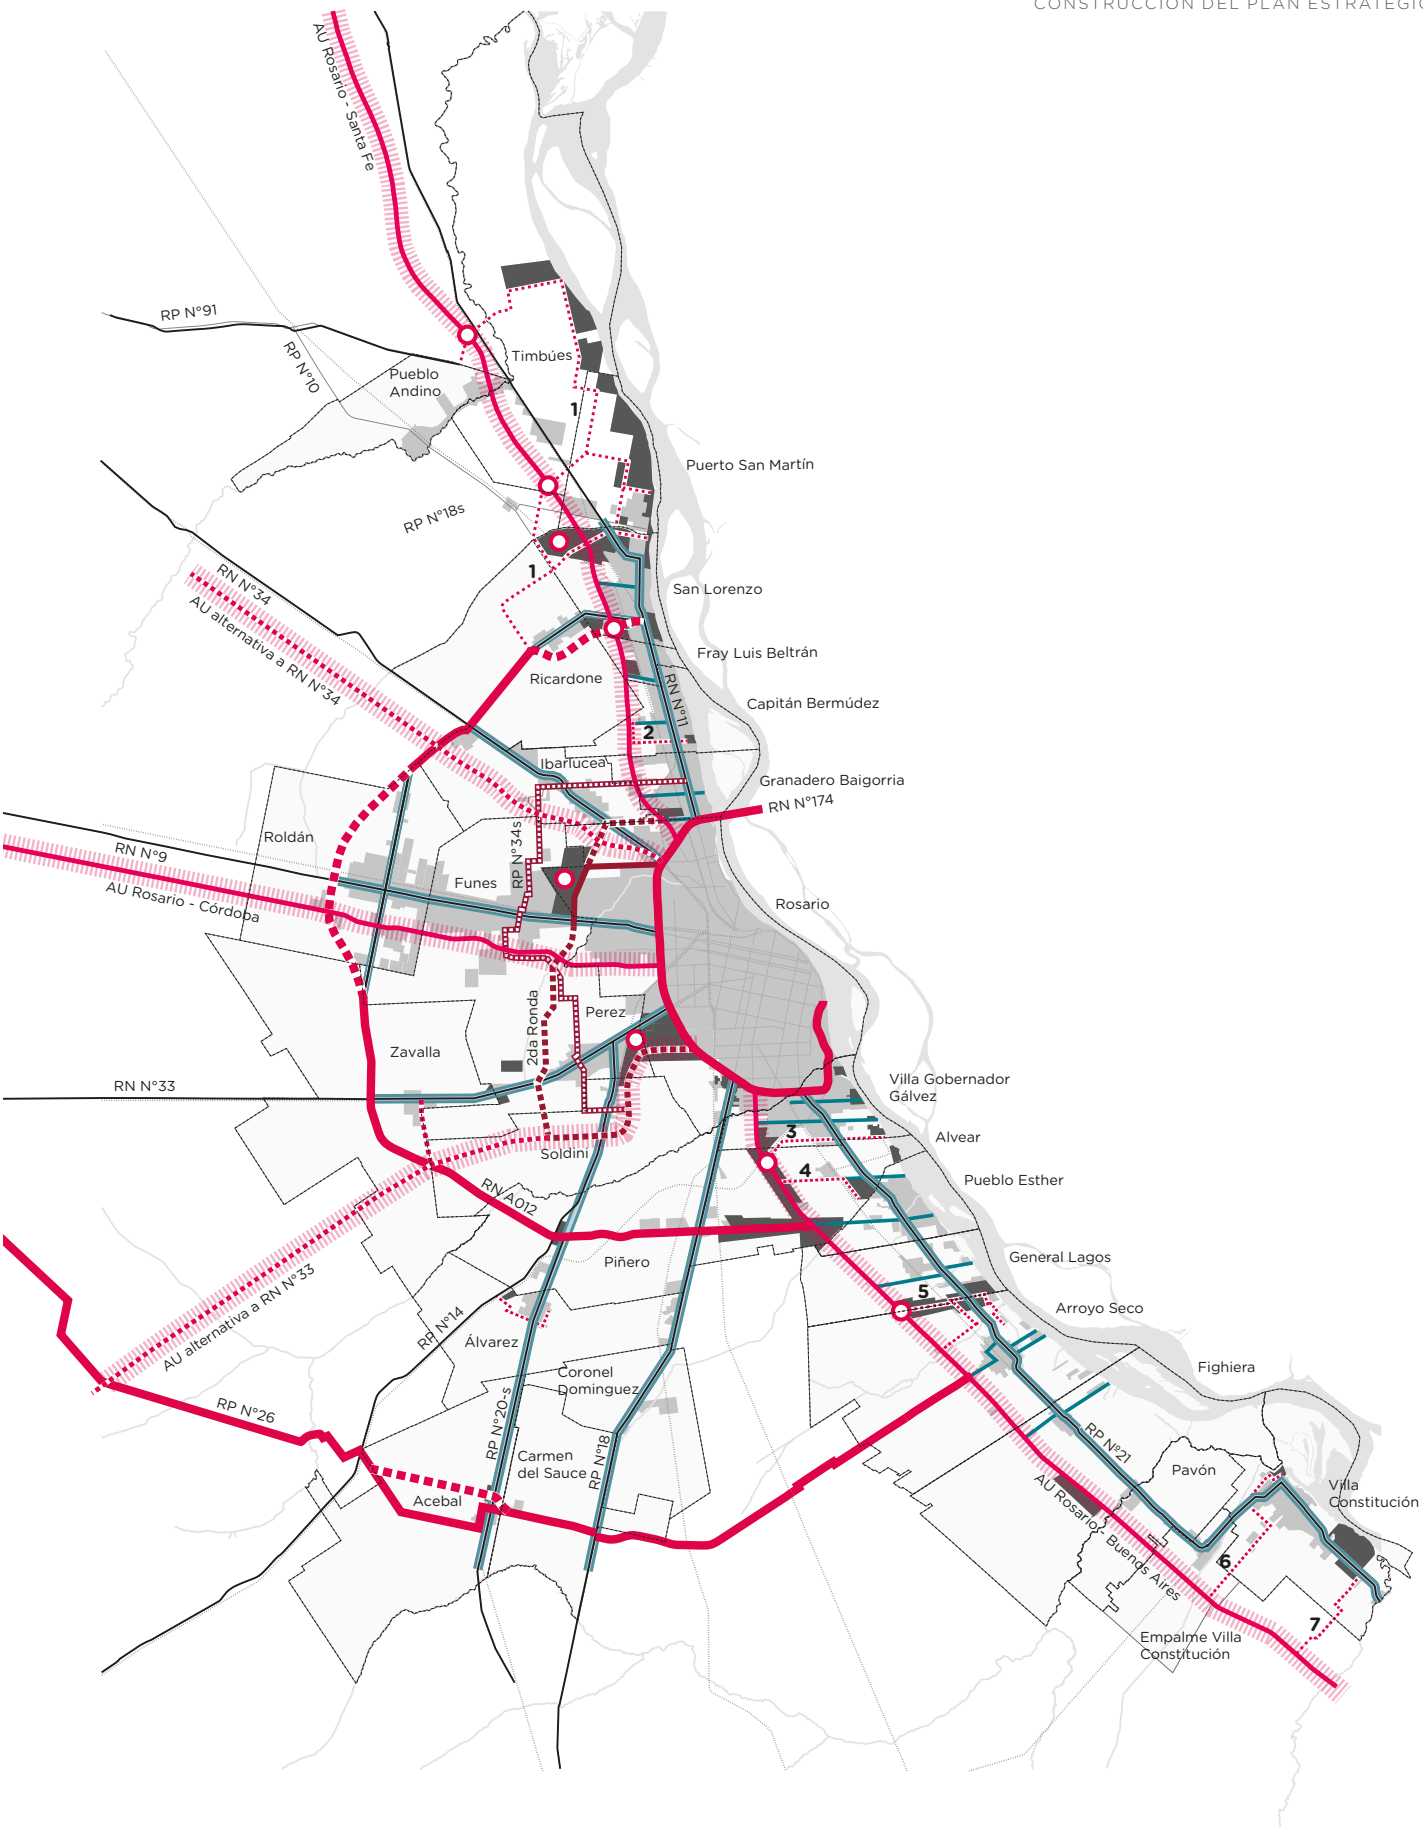 CONSTRUCCIÓN DEL PLAN ESTRATÉGIC
AU Rosario - Santa Fe
RP N°91
RP N°10
Timbúes
Pueblo
Andino
1
Puerto San Martín
RP N°18s
1
RN N°34
AU alternativa a RN N°34
San Lorenzo
Fray Luis Beltrán
Ricardone
RN N°11
Capitán Bermúdez
2
Ibarlucea
Granadero Baigorria
RN N°174
Roldán
RN N°9
RP N°34s
Funes
AU Rosario - Córdoba
Rosario
2da Ronda
Perez
Zavalla
RN N°33
Villa Gobernador
Gálvez
3
Alvear
Soldini
4
Pueblo Esther
RN A012
Piñero
General Lagos
AU alternativa a RN N°33
5
Arroyo Seco
RP N°14
Álvarez
Fighiera
Coronel
Dominguez
RP N°26
RP N°20-s
RP N°18
RP N°21
Carmen
del Sauce
Pavón
Acebal
AU Rosario - Buenos Aires
Villa
Constitución
6
7
Empalme Villa
Constitución